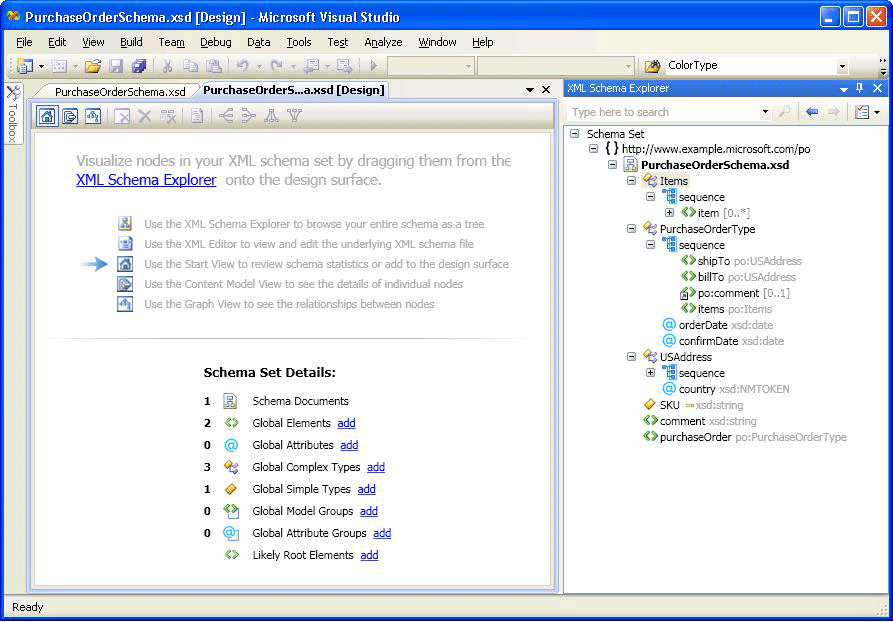 PurchaseOrderSchema.xsd [Design] - Microsoft Visual Studio
File Edit View Build Team Debug Data Tools Test Analyze Window Help
ColorType
Toolbox
PurchaseOrderSchema.xsd PurchaseOrderS...a.xsd [Design]
Visualize nodes in your XML schema set by dragging them from the
XML Schema Explorer onto the design surface.
Use the XML Schema Explorer to browse your entire schema as a tree
Use the XML Editor to view and edit the underlying XML schema file
Use the Start View to review schema statistics or add to the design surface
Use the Content Model View to see the details of individual nodes
Use the Graph View to see the relationships between nodes
Schema Set Details:
1 Schema Documents
2 Global Elements add
0 Global Attributes add
3 Global Complex Types add
1 Global Simple Types add
0 Global Model Groups add
0 Global Attribute Groups add
Likely Root Elements add
XML Schema Explorer
Type here to search
Schema Set
{ } http://www.example.microsoft.com/po
PurchaseOrderSchema.xsd
Items
sequence
item [0..*]
PurchaseOrderType
sequence
shipTo po:USAddress
billTo po:USAddress
po:comment [0..1]
items po:Items
orderDate xsd:date
confirmDate xsd:date
USAddress
sequence
country xsd:NMTOKEN
SKU xsd:string
comment xsd:string
purchaseOrder po:PurchaseOrderType
Ready